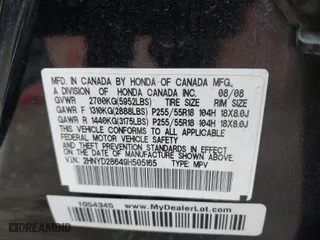 MFD. IN CANADA BY HONDA OF CANADA MFG.,
A DIVISION OF HONDA CANADA INC. 08/08
GVWR 2700KG(5952LBS) TIRE SIZE RIM SIZE
GAWR F 1310KG(2888LBS) P255/55R18 104H 18X8.0J
GAWR R 1440KG(3175LBS) P255/55R18 104H 18X8.0J
THIS VEHICLE CONFORMS TO ALL APPLICABLE
FEDERAL MOTOR VEHICLE SAFETY AND THEFT
PREVENTION STANDARDS IN EFFECT ON THE DATE
OF MANUFACTURE SHOWN ABOVE.
V.I.N: 2HNYD28649H505165 TYPE: MPV
1054345 www.MyDealerLot.com
DREAMBID